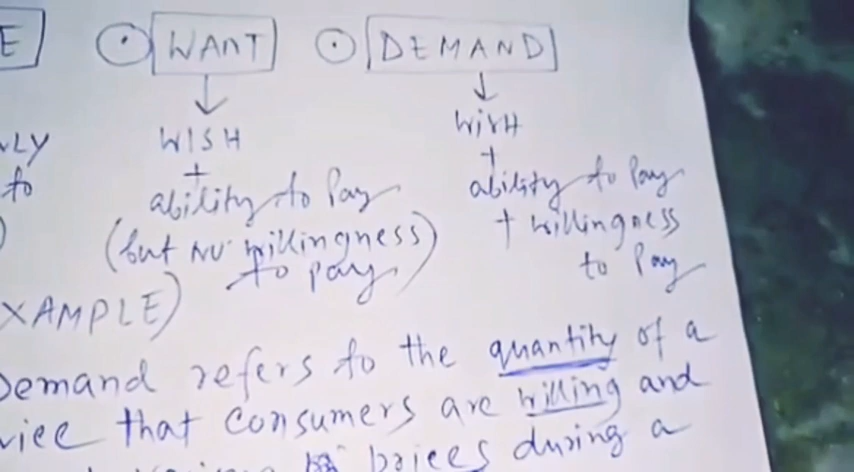 E WANT DEMAND
WISH WISH
+ +
LY ability to Pay ability to Pay
to (but NO willingness) + willingness
) to pay to Pay
XAMPLE)
Demand refers to the quantity of a
vice that consumers are willing and
prices during a